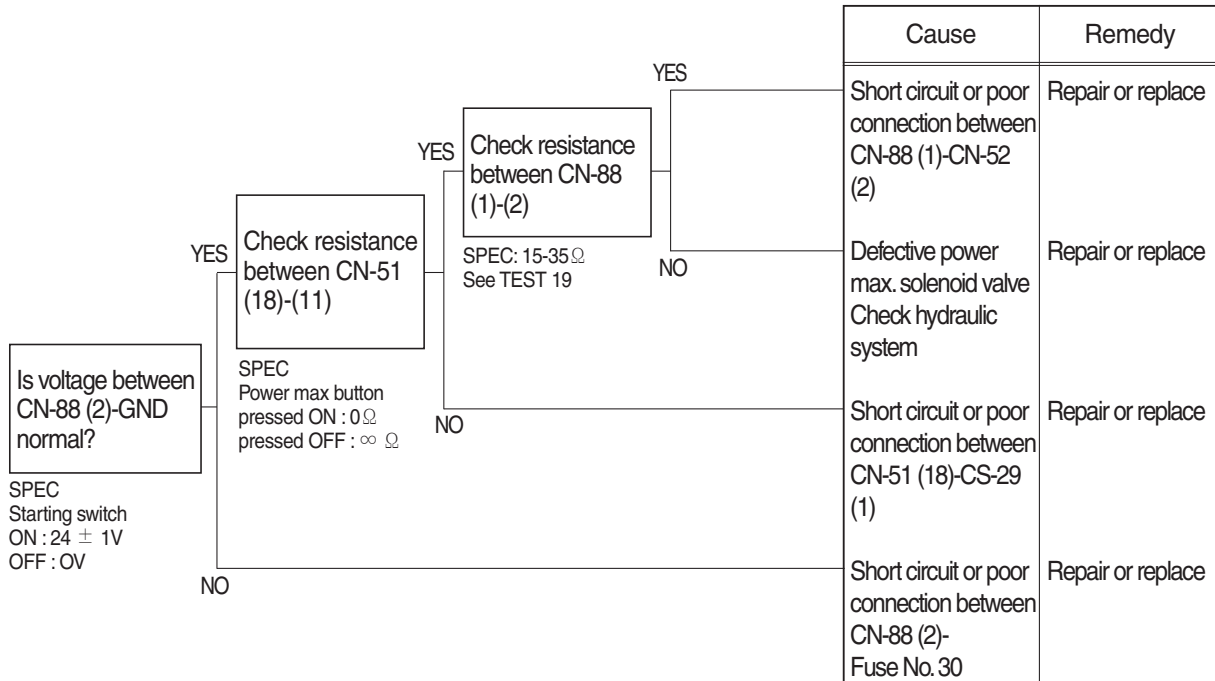 Cause
Remedy
YES
Short circuit or poor
connection between
CN-88 (1)-CN-52
(2)
Repair or replace
YES
Check resistance
between CN-88
(1)-(2)
SPEC: 15-35Ω
See TEST 19
NO
Defective power
max. solenoid valve
Check hydraulic
system
Repair or replace
YES
Check resistance
between CN-51
(18)-(11)
SPEC
Power max button
pressed ON : 0Ω
pressed OFF : ∞ Ω
NO
Short circuit or poor
connection between
CN-51 (18)-CS-29
(1)
Repair or replace
Is voltage between
CN-88 (2)-GND
normal?
SPEC
Starting switch
ON : 24 ± 1V
OFF : OV
NO
Short circuit or poor
connection between
CN-88 (2)-
Fuse No. 30
Repair or replace